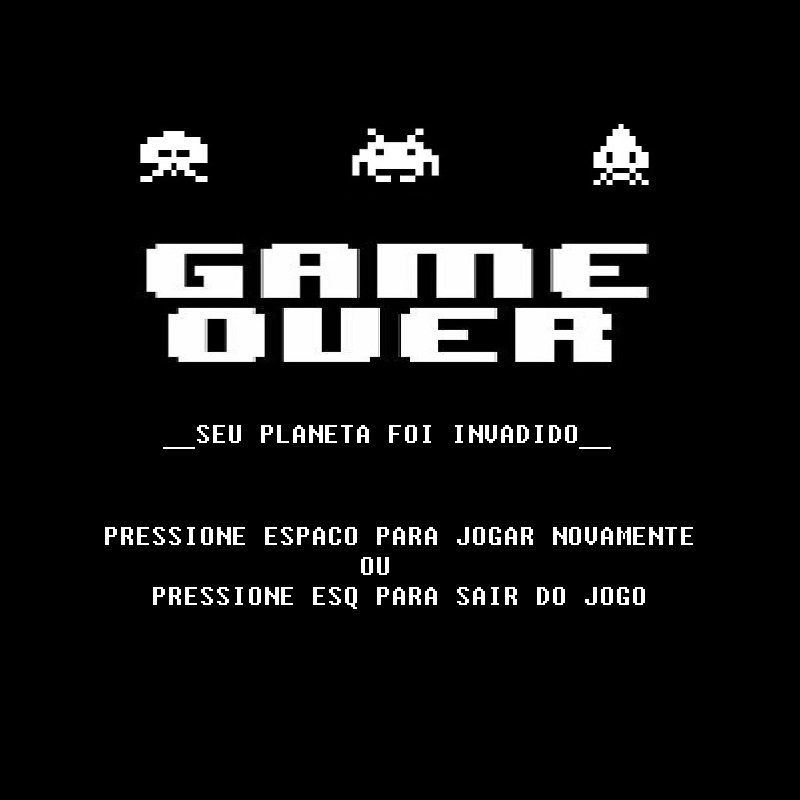 GAME
OVER
__SEU PLANETA FOI INVADIDO__
PRESSIONE ESPACO PARA JOGAR NOVAMENTE
OU
PRESSIONE ESQ PARA SAIR DO JOGO